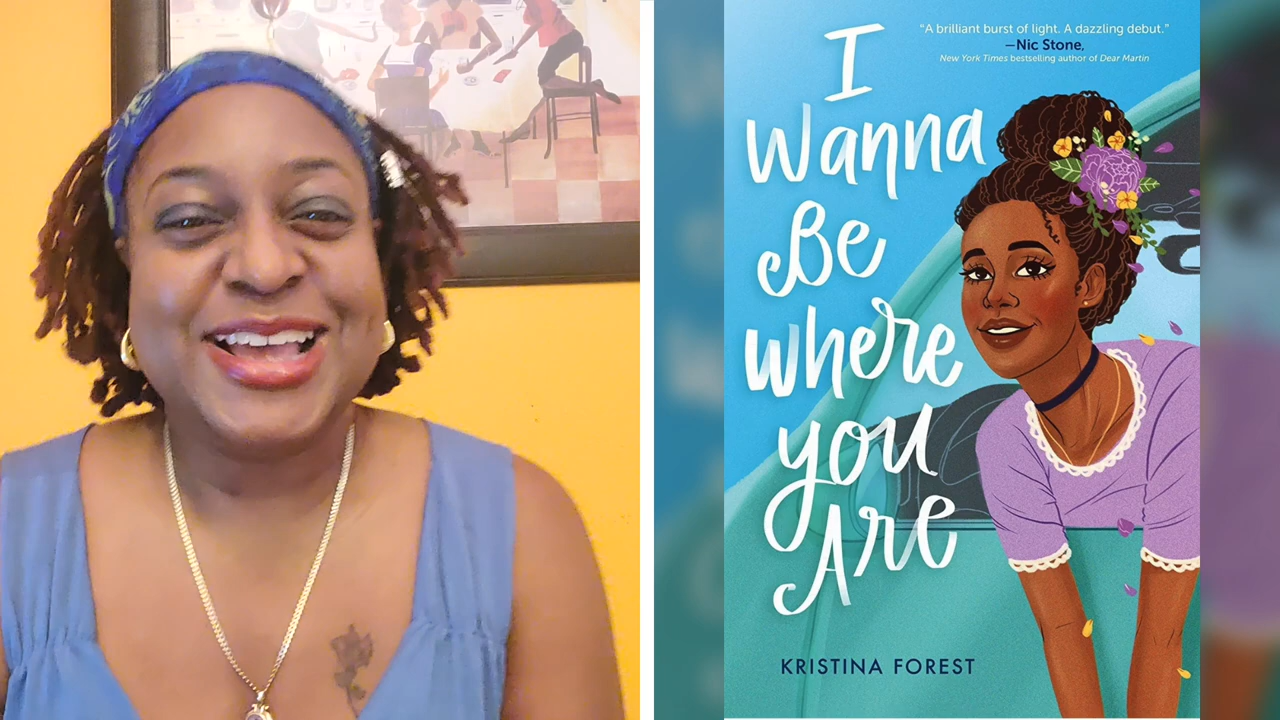 "A brilliant burst of light. A dazzling debut."
—Nic Stone,
New York Times bestselling author of Dear Martin
I
Wanna
Be
where
you
Are
KRISTINA FOREST